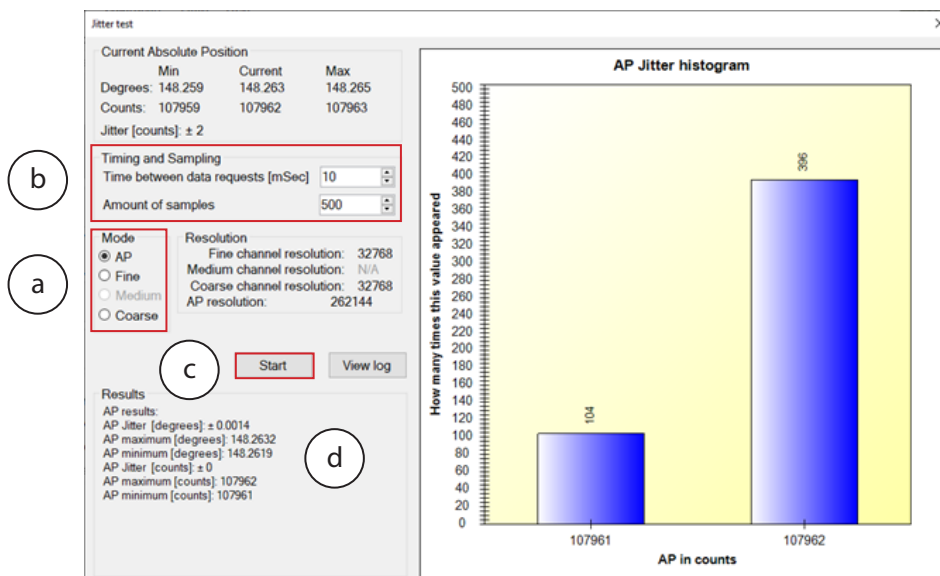 Jitter test
Current Absolute Position
Min Current Max
Degrees: 148.259 148.263 148.265
Counts: 107959 107962 107963
Jitter [counts]: ± 2
b
Timing and Sampling
Time between data requests [mSec] 10
Amount of samples 500
a
Mode
AP
Fine
Medium
Coarse
Resolution
Fine channel resolution: 32768
Medium channel resolution: N/A
Coarse channel resolution: 32768
AP resolution: 262144
c
Start
View log
Results
AP results:
AP Jitter [degrees]: ± 0.0014
AP maximum [degrees]: 148.2632
AP minimum [degrees]: 148.2619
AP Jitter [counts]: ± 0
AP maximum [counts]: 107962
AP minimum [counts]: 107961
d
AP Jitter histogram
How many times this value appeared
500
480
460
440
420
400
380
360
340
320
300
280
260
240
220
200
180
160
140
120
100
80
60
40
20
0
104
396
107961 107962
AP in counts